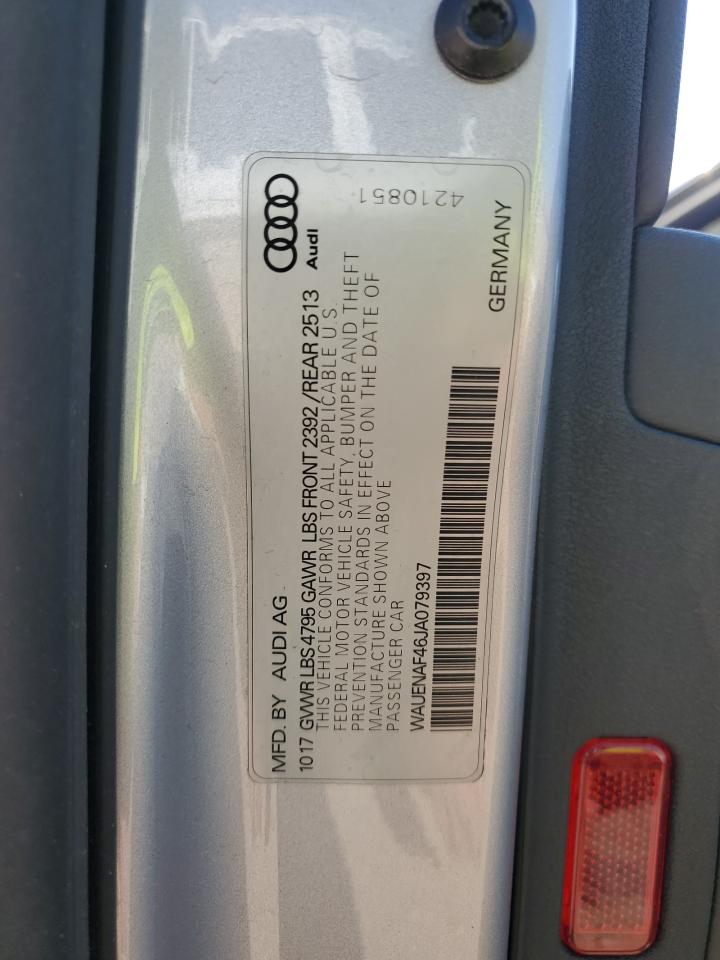 Audi
MFD. BY AUDI AG
10 17 GVWR LBS 4795 GAWR LBS FRONT 2392 /REAR 2513
THIS VEHICLE CONFORMS TO ALL APPLICABLE U.S.
FEDERAL MOTOR VEHICLE SAFETY, BUMPER AND THEFT
PREVENTION STANDARDS IN EFFECT ON THE DATE OF
MANUFACTURE SHOWN ABOVE
PASSENGER CAR
4210851
WAUENAF46JA079397
GERMANY